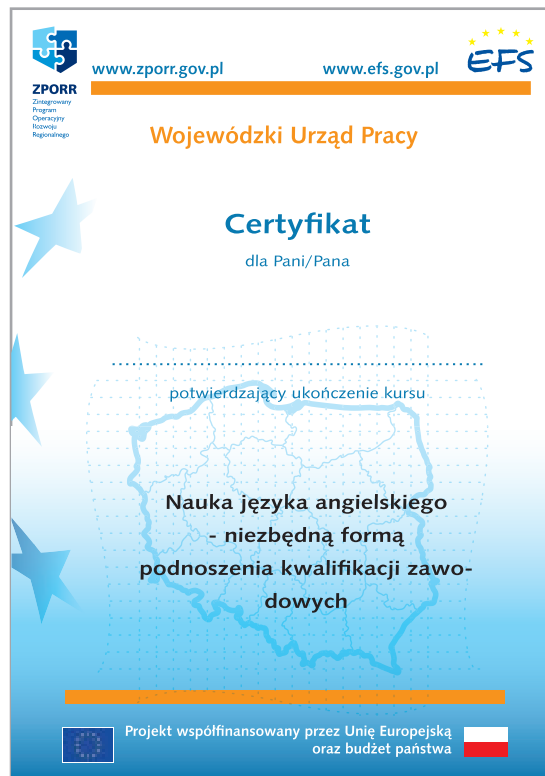 www.zporr.gov.pl
www.efs.gov.pl
EFS
ZPORR
Zintegrowany
Program
Operacyjny
Rozwoju
Regionalnego
Wojewódzki Urząd Pracy
Certyfikat
dla Pani/Pana
potwierdzający ukończenie kursu
Nauka języka angielskiego
- niezbędną formą
podnoszenia kwalifikacji zawo-
dowych
Projekt współfinansowany przez Unię Europejską
oraz budżet państwa